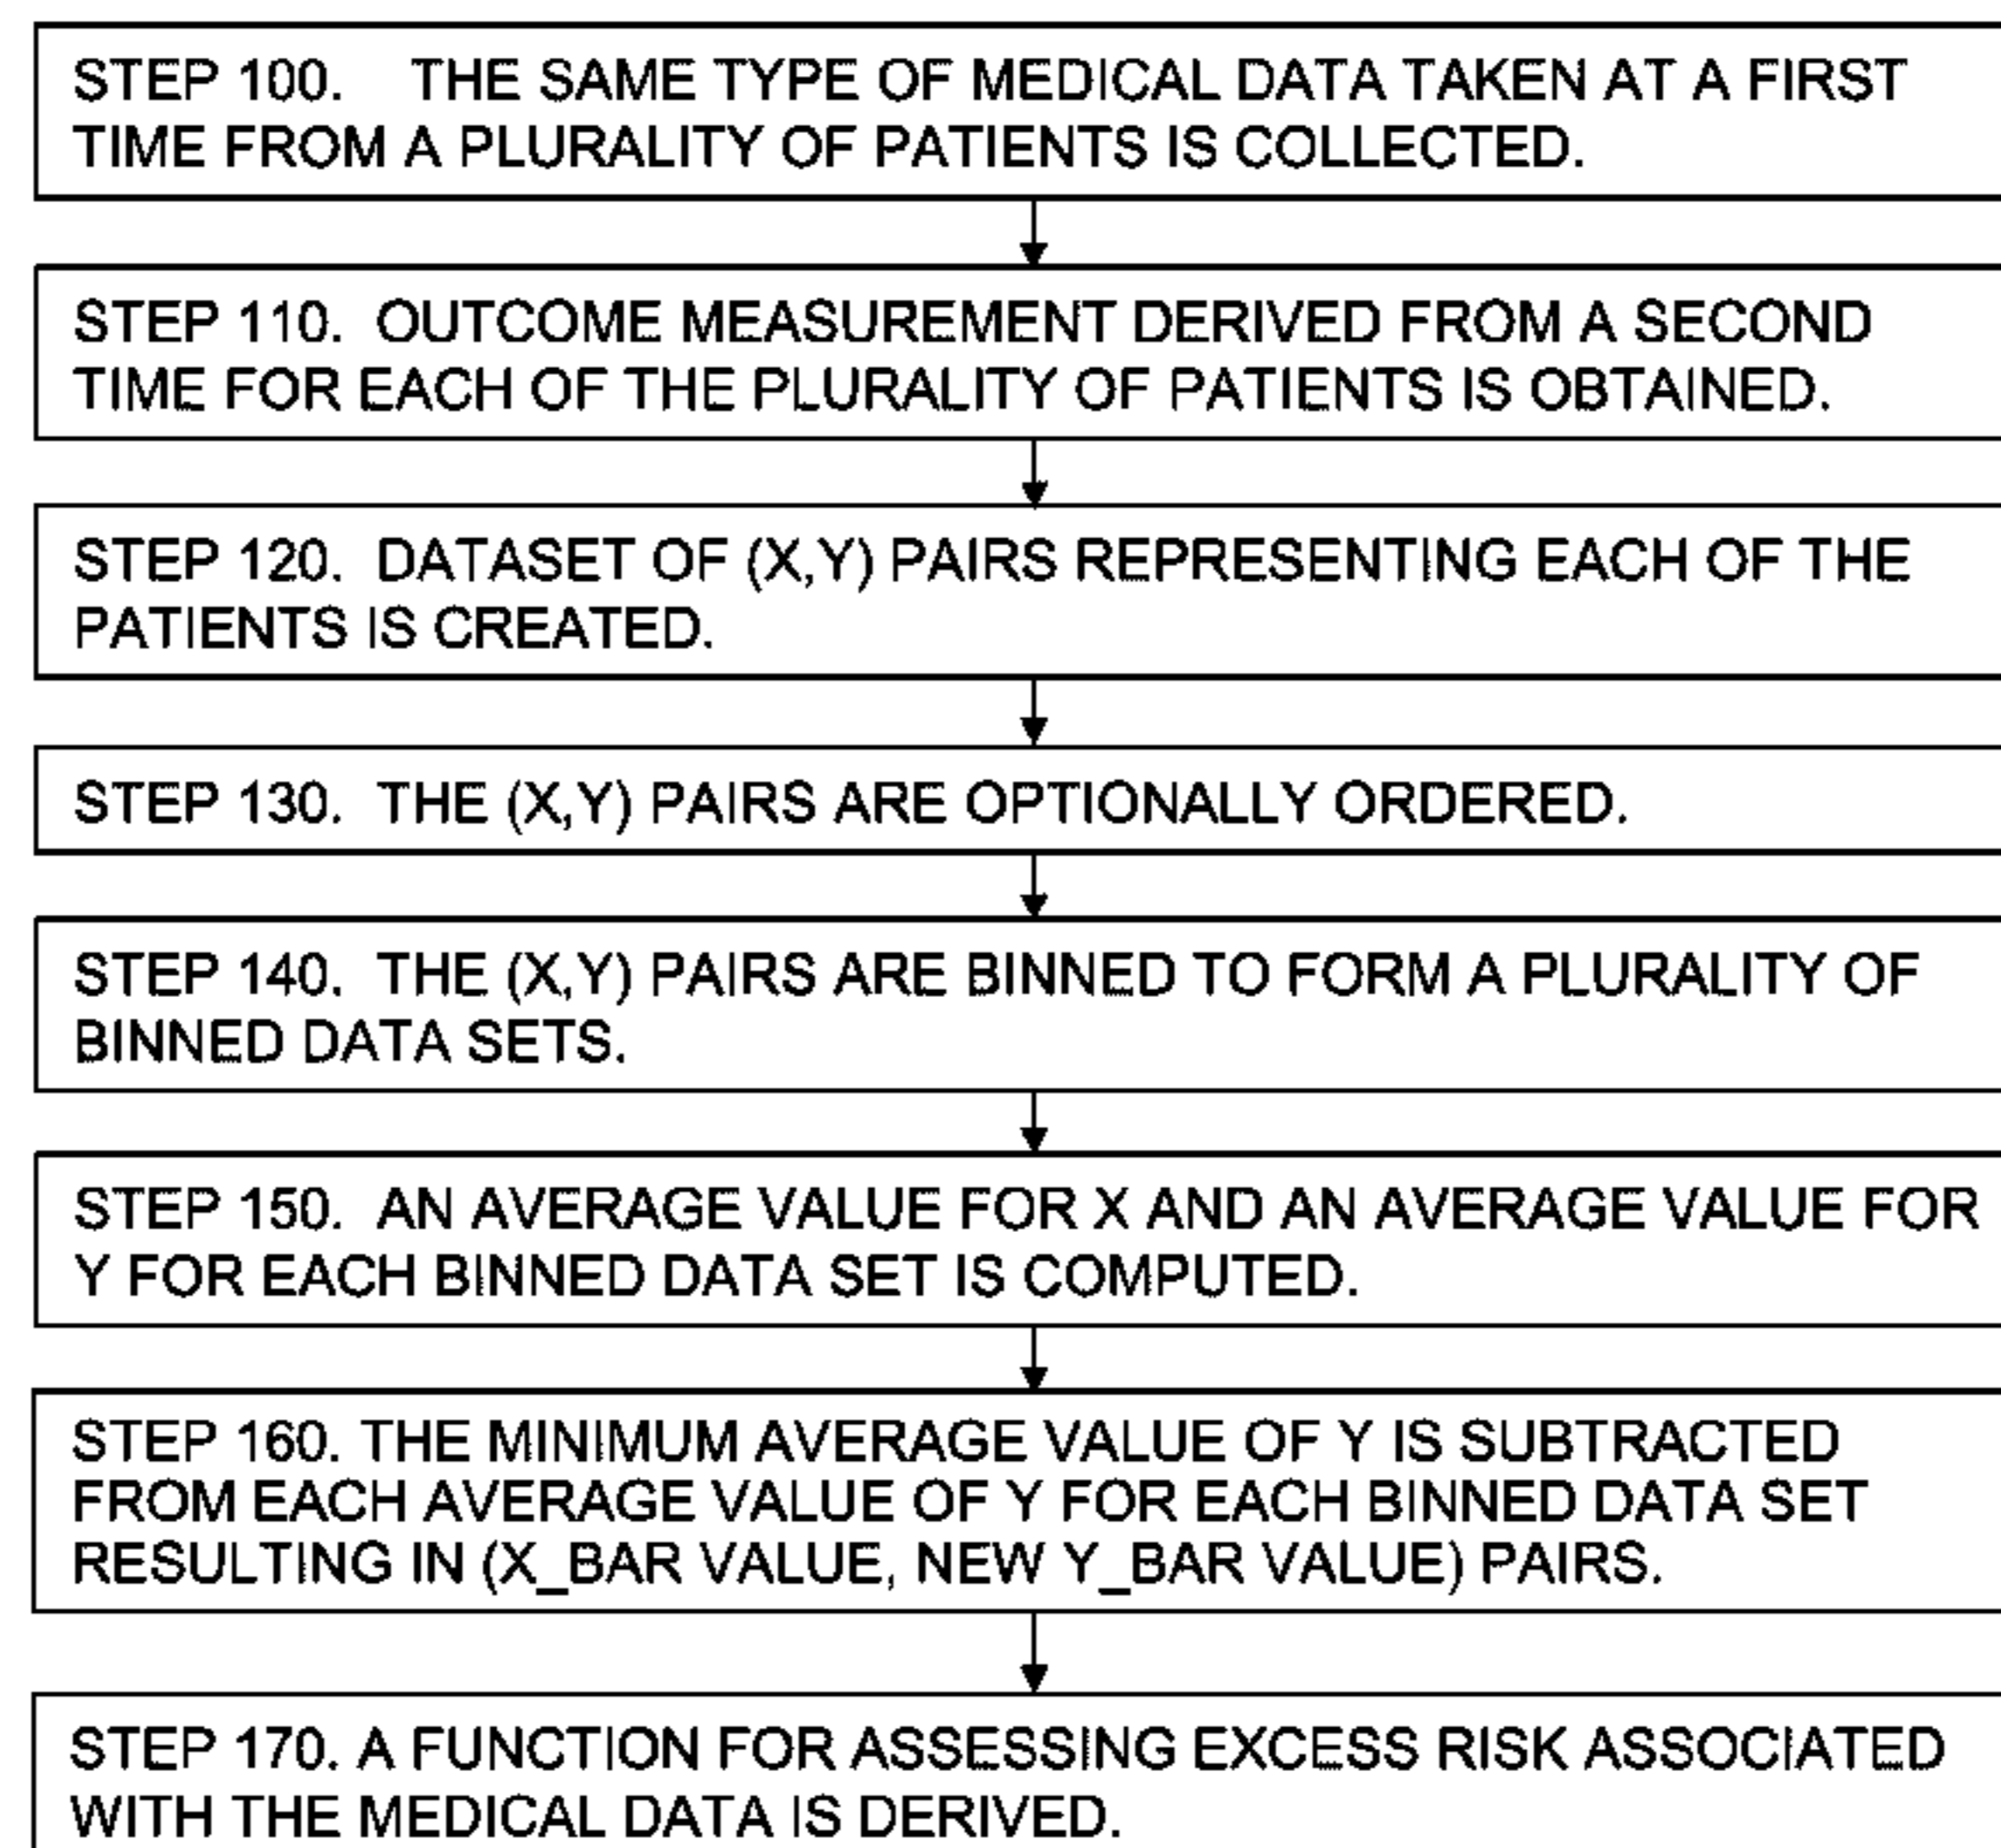 STEP 100. THE SAME TYPE OF MEDICAL DATA TAKEN AT A FIRST
TIME FROM A PLURALITY OF PATIENTS IS COLLECTED.
STEP 110. OUTCOME MEASUREMENT DERIVED FROM A SECOND
TIME FOR EACH OF THE PLURALITY OF PATIENTS IS OBTAINED.
STEP 120. DATASET OF (X,Y) PAIRS REPRESENTING EACH OF THE
PATIENTS IS CREATED.
STEP 130. THE (X,Y) PAIRS ARE OPTIONALLY ORDERED.
STEP 140. THE (X,Y) PAIRS ARE BINNED TO FORM A PLURALITY OF
BINNED DATA SETS.
STEP 150. AN AVERAGE VALUE FOR X AND AN AVERAGE VALUE FOR
Y FOR EACH BINNED DATA SET IS COMPUTED.
STEP 160. THE MINIMUM AVERAGE VALUE OF Y IS SUBTRACTED
FROM EACH AVERAGE VALUE OF Y FOR EACH BINNED DATA SET
RESULTING IN (X_BAR VALUE, NEW Y_BAR VALUE) PAIRS.
STEP 170. A FUNCTION FOR ASSESSING EXCESS RISK ASSOCIATED
WITH THE MEDICAL DATA IS DERIVED.